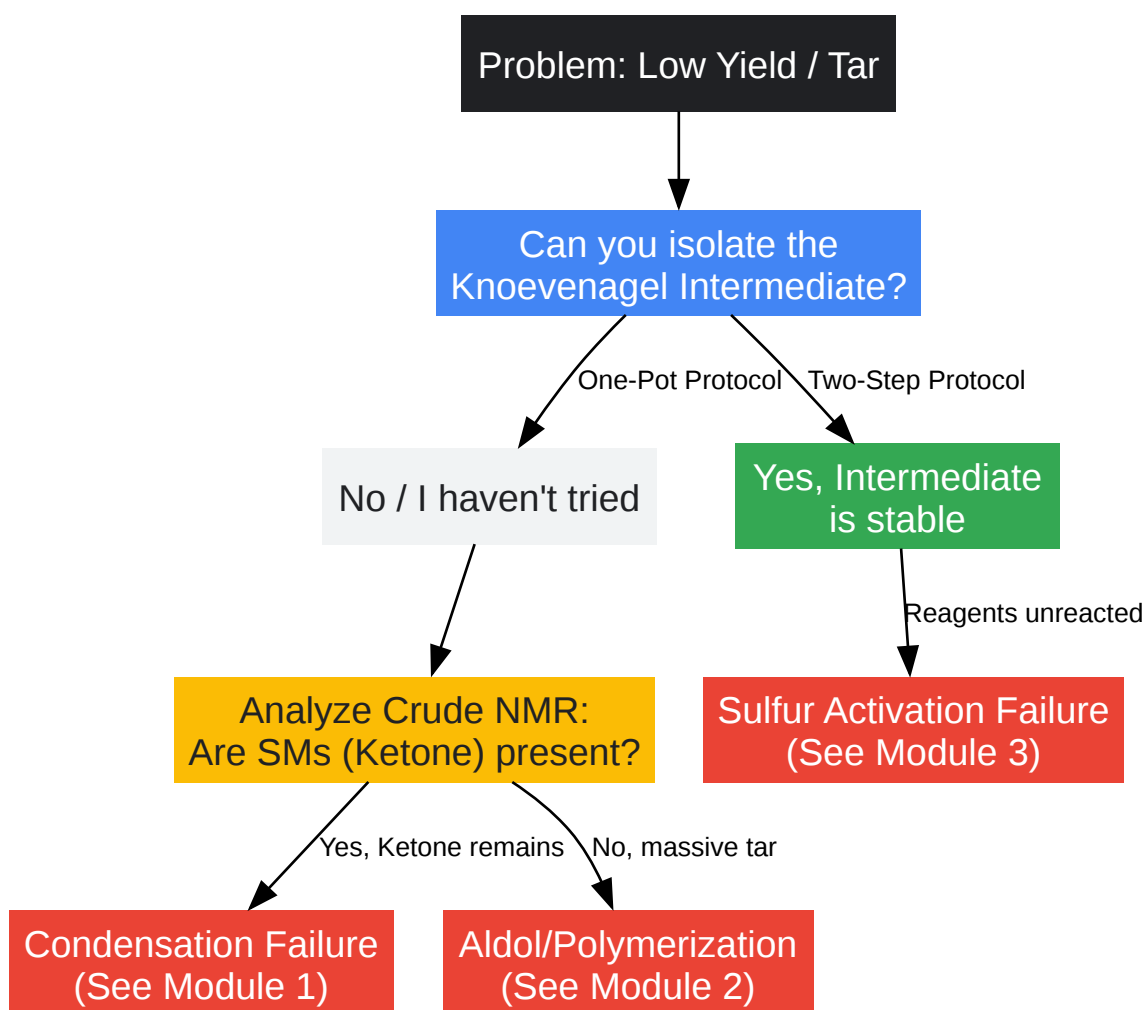 Problem: Low Yield / Tar
Can you isolate the
Knoevenagel Intermediate?
One-Pot Protocol
Two-Step Protocol
No / I haven't tried
Yes, Intermediate
is stable
Reagents unreacted
Analyze Crude NMR:
Are SMs (Ketone) present?
Sulfur Activation Failure
(See Module 3)
Yes, Ketone remains
No, massive tar
Condensation Failure
(See Module 1)
Aldol/Polymerization
(See Module 2)